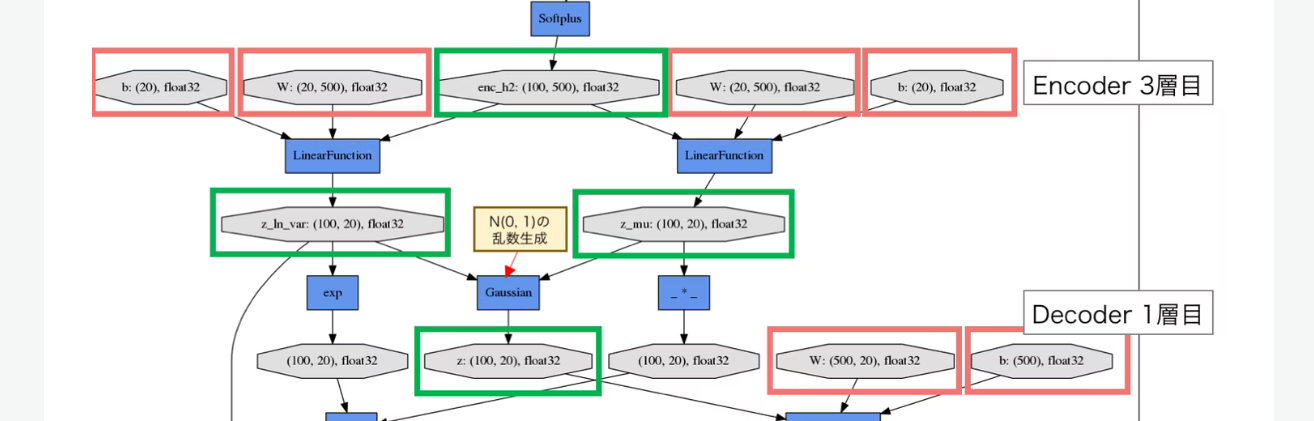 Softplus
b: (20), float32
W: (20, 500), float32
enc_h2: (100, 500), float32
W: (20, 500), float32
b: (20), float32
Encoder 3層目
LinearFunction
LinearFunction
z_ln_var: (100, 20), float32
N(0, 1)の
乱数生成
z_mu: (100, 20), float32
exp
Gaussian
_ * _
Decoder 1層目
(100, 20), float32
z: (100, 20), float32
(100, 20), float32
W: (500, 20), float32
b: (500), float32